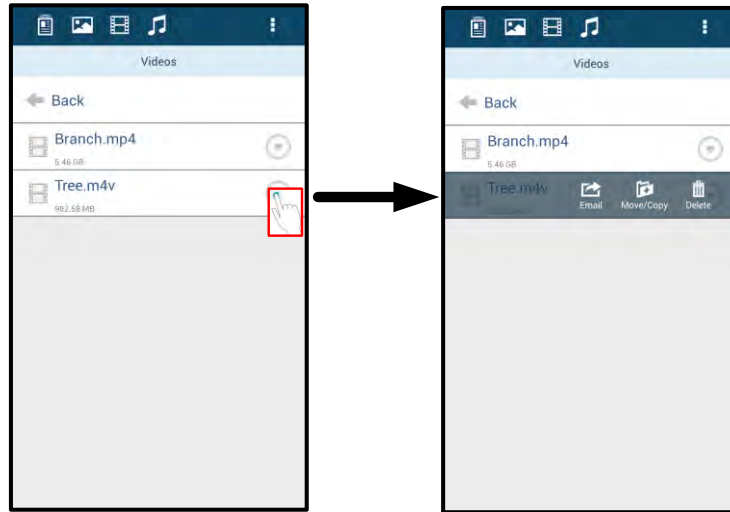 Videos
Back
Branch.mp4
5.46 GB
Tree.m4v
982.58 MB
Videos
Back
Branch.mp4
5.46 GB
Tree.m4v
Email
Move/Copy
Delete